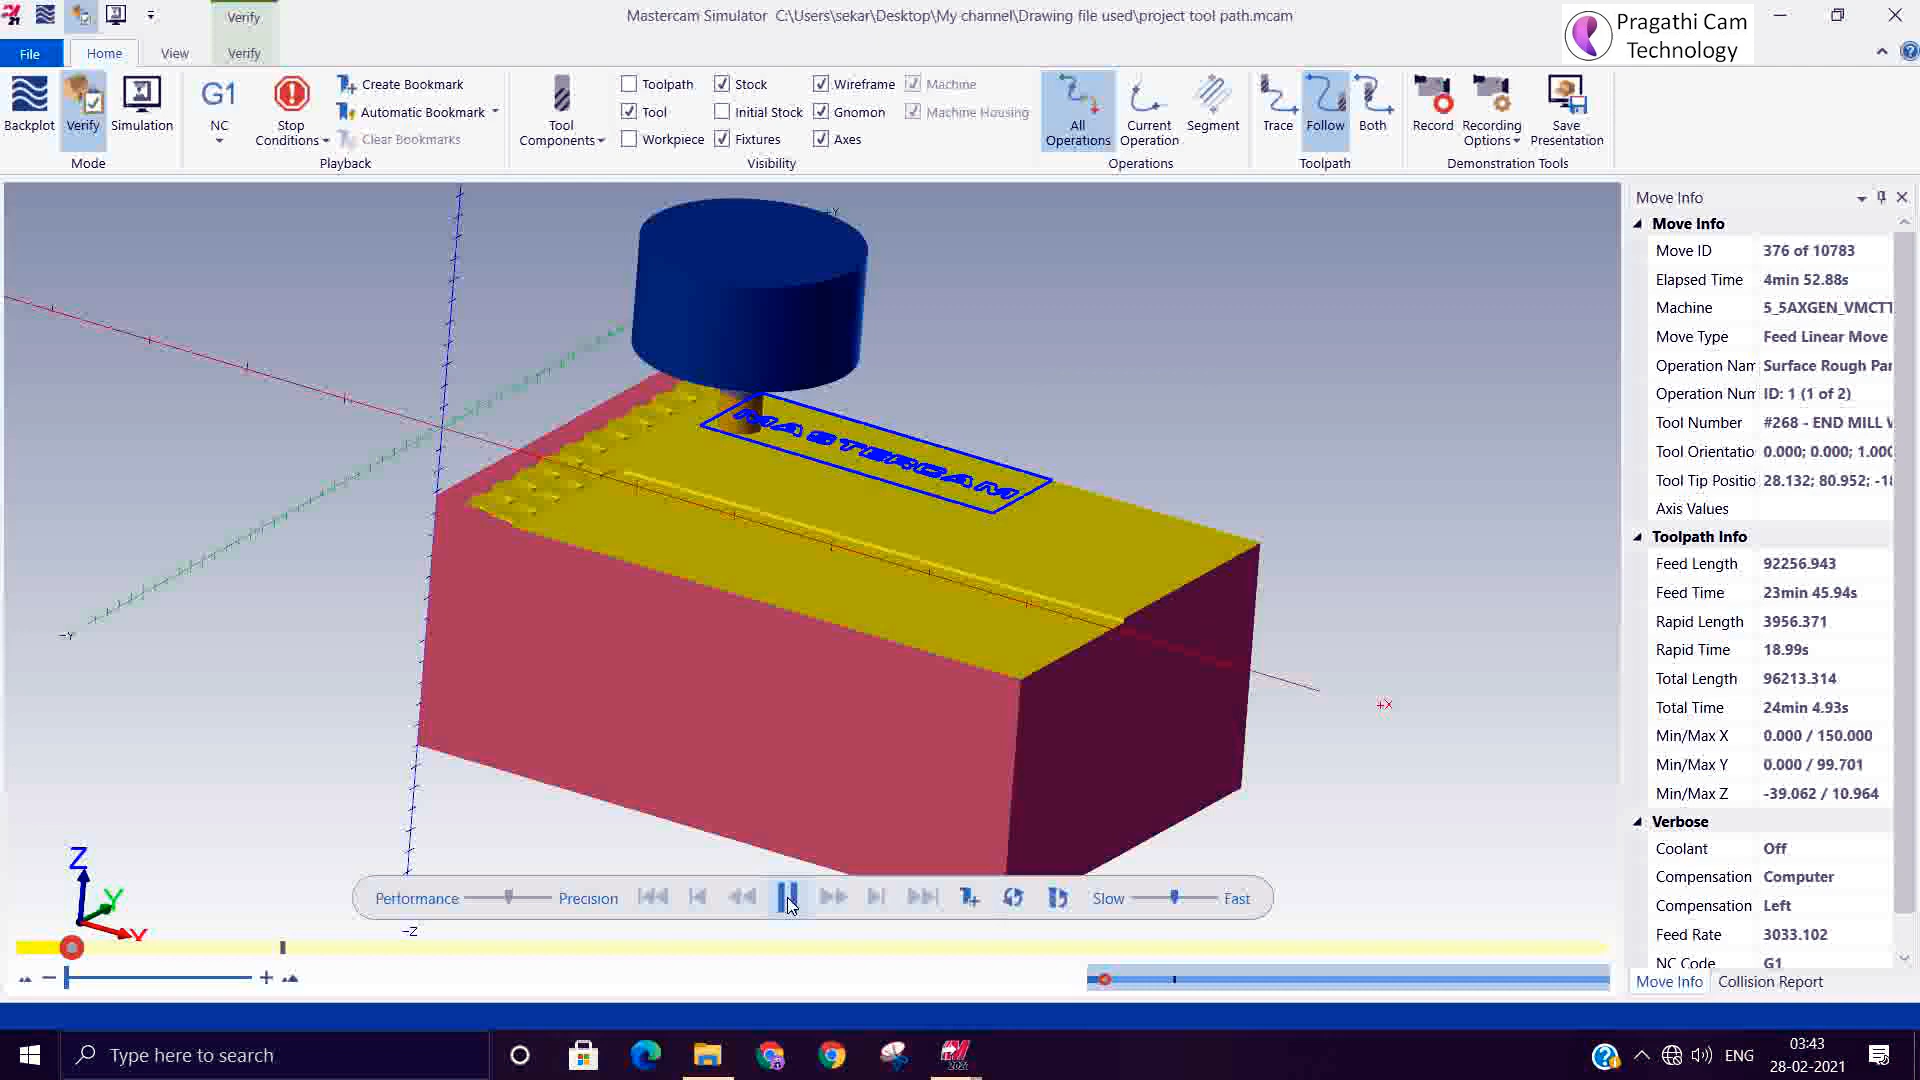 Verify
Mastercam Simulator C:\Users\sekar\Desktop\My channel\Drawing file used\project tool path.mcam
Pragathi Cam
Technology
File
Home
View
Verify
Backplot
Verify
Simulation
Mode
G1
NC
Stop
Conditions
Create Bookmark
Automatic Bookmark
Clear Bookmarks
Playback
Tool
Components
Toolpath
Stock
Wireframe
Machine
Tool
Initial Stock
Gnomon
Machine Housing
Workpiece
Fixtures
Axes
Visibility
All
Operations
Current
Operation
Segment
Operations
Trace
Follow
Both
Toolpath
Record
Recording
Options
Save
Presentation
Demonstration Tools
+Y
MASTERCAM
-Y
+X
-Z
Z
Y
X
Move Info
Move Info
Move ID 376 of 10783
Elapsed Time 4min 52.88s
Machine 5_5AXGEN_VMCTT
Move Type Feed Linear Move
Operation Nam Surface Rough Par
Operation Num ID: 1 (1 of 2)
Tool Number #268 - END MILL W
Tool Orientatio 0.000; 0.000; 1.000
Tool Tip Positio 28.132; 80.952; -18
Axis Values
Toolpath Info
Feed Length 92256.943
Feed Time 23min 45.94s
Rapid Length 3956.371
Rapid Time 18.99s
Total Length 96213.314
Total Time 24min 4.93s
Min/Max X 0.000 / 150.000
Min/Max Y 0.000 / 99.701
Min/Max Z -39.062 / 10.964
Verbose
Coolant Off
Compensation Computer
Compensation Left
Feed Rate 3033.102
NC Code G1
Move Info
Collision Report
Performance
Precision
Slow
Fast
Type here to search
2021
ENG
03:43
28-02-2021